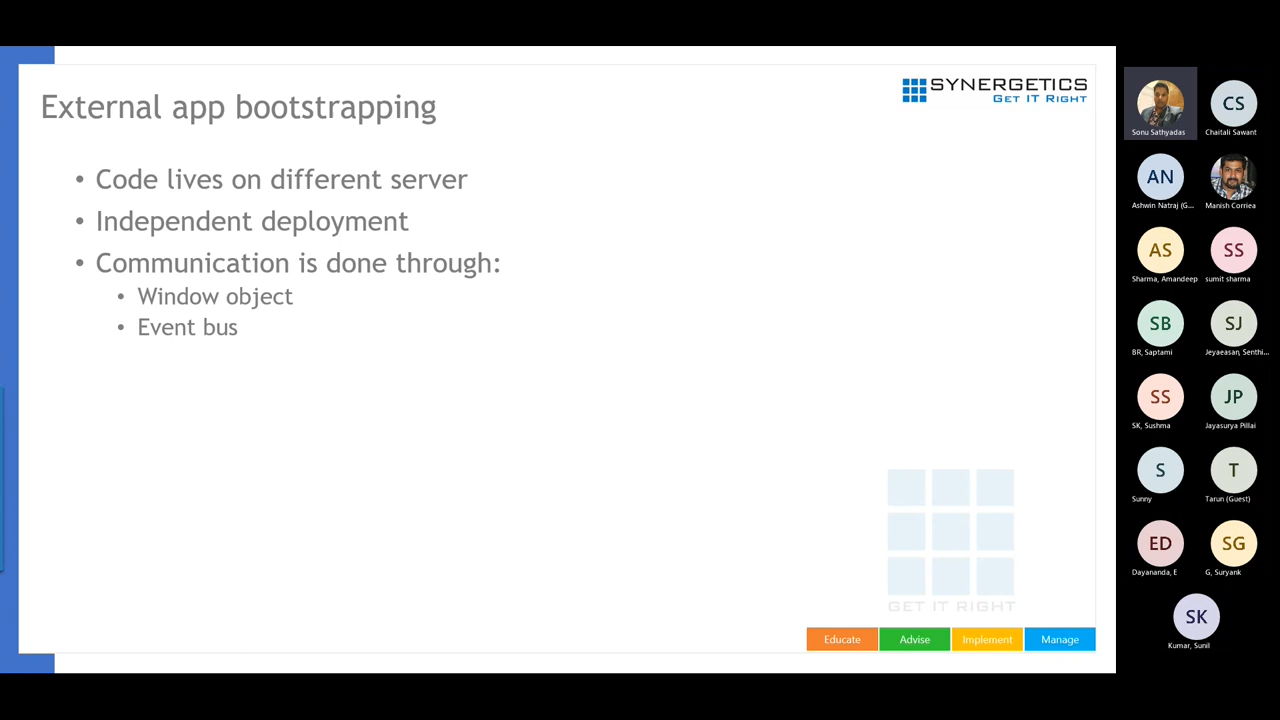 External app bootstrapping
SYNERGETICS
GET IT RIGHT
• Code lives on different server
• Independent deployment
• Communication is done through:
• Window object
• Event bus
GET IT RIGHT
Educate
Advise
Implement
Manage
Sonu Sathyadas
CS
Chaitali Sawant
AN
Ashwin Natraj (G...
Manish Corriea
AS
Sharma, Amandeep
SS
sumit sharma
SB
BR, Saptami
SJ
Jeyaeasan, Senthi...
SS
SK, Sushma
JP
Jayasurya Pillai
S
Sunny
T
Tarun (Guest)
ED
Dayananda, E
SG
G, Suryank
SK
Kumar, Sunil